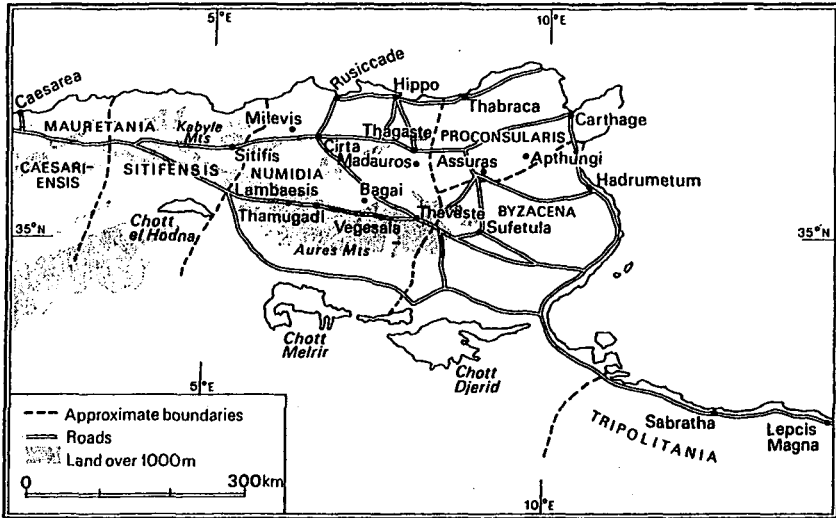 5°E
10°E
Caesarea
Rusiccade
Hippo
Thabraca
Carthage
MAURETANIA
Kabyle
Mts
Milevis
Thagaste
PROCONSULARIS
Sitifis
Cirta
Madauros
Assuras
Apthungi
CAESARI-
ENSIS
SITIFENSIS
NUMIDIA
Hadrumetum
Lambaesis
Bagai
Theveste
BYZACENA
Chott
el Hodna
Thamugadi
Vegesala
Sufetula
35°N
35°N
Aures Mts
Chott
Melrir
Chott
Djerid
5°E
Approximate boundaries
Roads
Land over 1000m
0
300km
TRIPOLITANIA
Sabratha
Lepcis
Magna
10°E